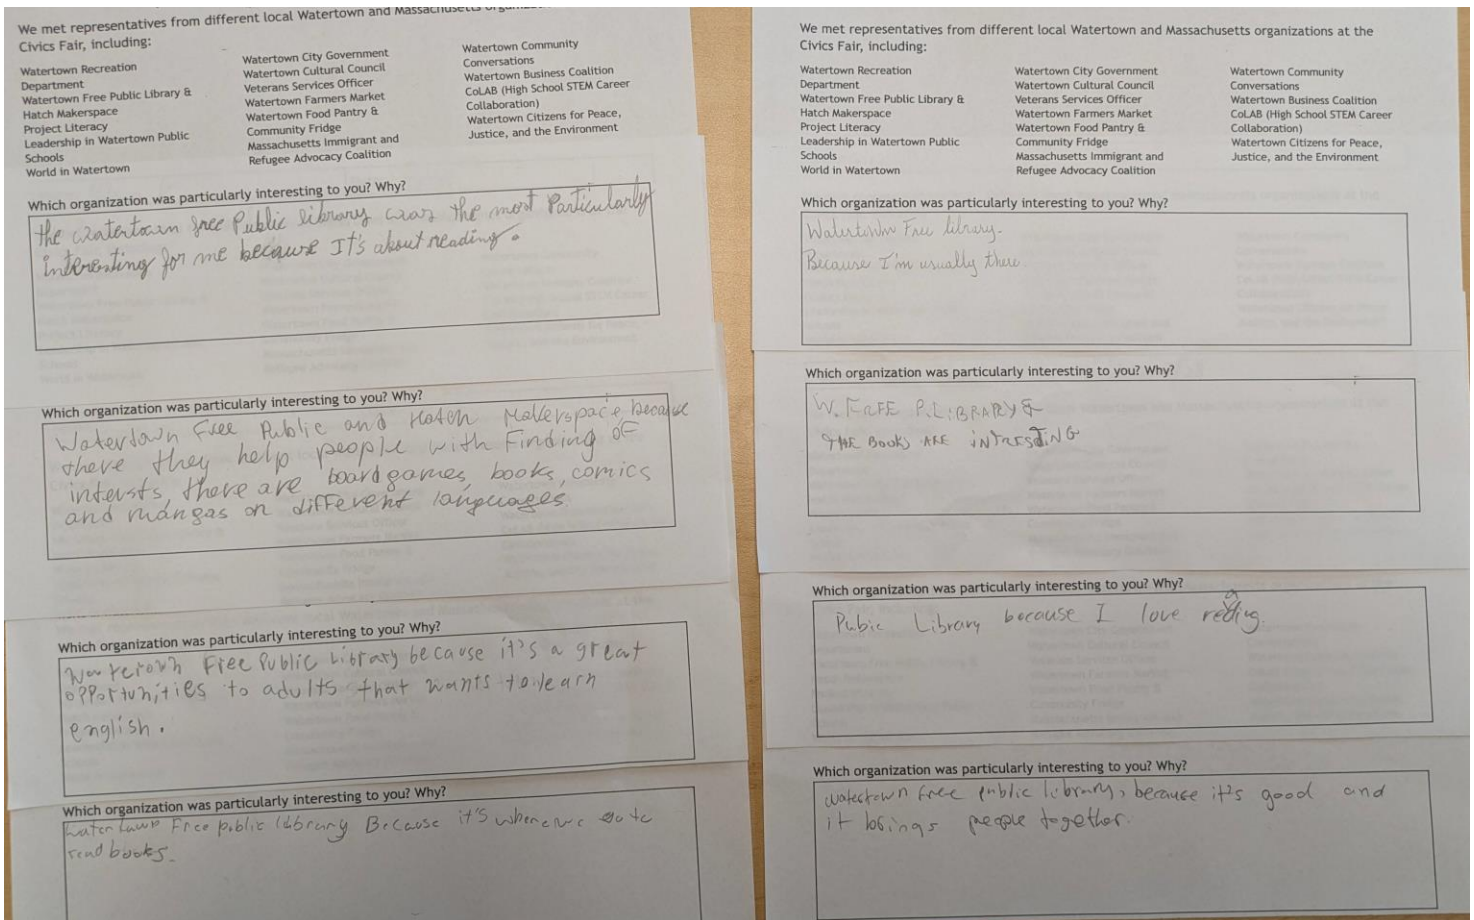 We met representatives from different local Watertown and Massachusetts
Civics Fair, including:
Watertown Recreation
Department
Watertown Free Public Library &
Hatch Makerspace
Project Literacy
Leadership in Watertown Public
Schools
World in Watertown
Watertown City Government
Watertown Cultural Council
Veterans Services Officer
Watertown Farmers Market
Watertown Food Pantry &
Community Fridge
Massachusetts Immigrant and
Refugee Advocacy Coalition
Watertown Community
Conversations
Watertown Business Coalition
CoLAB (High School STEM Career
Collaboration)
Watertown Citizens for Peace,
Justice, and the Environment
Which organization was particularly interesting to you? Why?
the watertown free Public library was the most Particularly
interesting for me because It's about reading.
Which organization was particularly interesting to you? Why?
Watertown Free Public and Hatch Makerspace, because
there they help people with Finding OF
intersts, there are boardgames, books, comics
and mangas on different languages.
Which organization was particularly interesting to you? Why?
Free Public Library because it's a great
opportunities to adults that wants to learn
english.
Which organization was particularly interesting to you? Why?
Free public library Because it's where we
read books.
We met representatives from different local Watertown and Massachusetts organizations at the
Civics Fair, including:
Watertown Recreation
Department
Watertown Free Public Library &
Hatch Makerspace
Project Literacy
Leadership in Watertown Public
Schools
World in Watertown
Watertown City Government
Watertown Cultural Council
Veterans Services Officer
Watertown Farmers Market
Watertown Food Pantry &
Community Fridge
Massachusetts Immigrant and
Refugee Advocacy Coalition
Watertown Community
Conversations
Watertown Business Coalition
CoLAB (High School STEM Career
Collaboration)
Watertown Citizens for Peace,
Justice, and the Environment
Which organization was particularly interesting to you? Why?
Watertown Free library.
Because I'm usually there
Which organization was particularly interesting to you? Why?
W. FREE P. LIBRARY &
THE BOOKS ARE
Which organization was particularly interesting to you? Why?
Pubic Library because I love
Which organization was particularly interesting to you? Why?
watertown free public library, because it's good and
it brings people together.